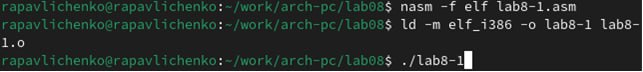 rapavlichenko@rapavlichenko:~/work/arch-pc/lab08$ nasm -f elf lab8-1.asm
rapavlichenko@rapavlichenko:~/work/arch-pc/lab08$ ld -m elf_i386 -o lab8-1 lab8-
1.o
rapavlichenko@rapavlichenko:~/work/arch-pc/lab08$ ./lab8-1